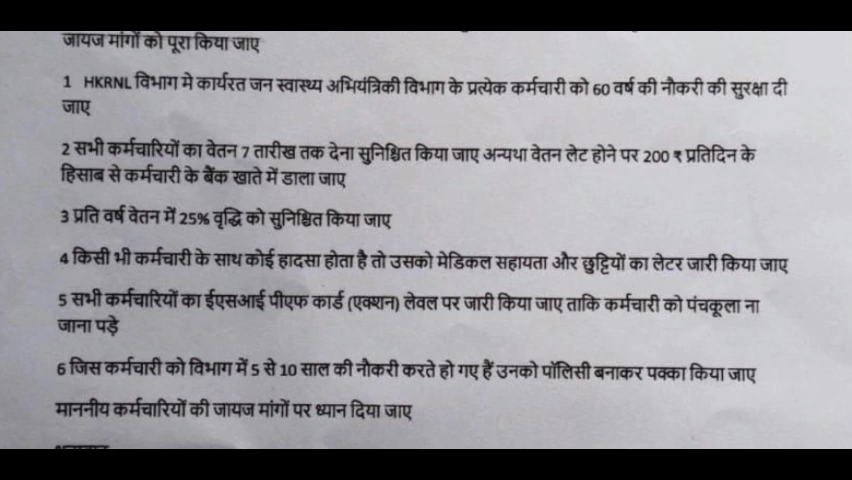 जायज मांगों को पूरा किया जाए
1 HKRNL विभाग मे कार्यरत जन स्वास्थ्य अभियंत्रिकी विभाग के प्रत्येक कर्मचारी को 60 वर्ष की नौकरी की सुरक्षा दी
जाए
2 सभी कर्मचारियों का वेतन 7 तारीख तक देना सुनिश्चित किया जाए अन्यथा वेतन लेट होने पर 200 ₹ प्रतिदिन के
हिसाब से कर्मचारी के बैंक खाते में डाला जाए
3 प्रति वर्ष वेतन में 25% वृद्धि को सुनिश्चित किया जाए
4 किसी भी कर्मचारी के साथ कोई हादसा होता है तो उसको मेडिकल सहायता और छुट्टियों का लेटर जारी किया जाए
5 सभी कर्मचारियों का ईएसआई पीएफ कार्ड (एक्शन) लेवल पर जारी किया जाए ताकि कर्मचारी को पंचकूला ना
जाना पड़े
6 जिस कर्मचारी को विभाग में 5 से 10 साल की नौकरी करते हो गए हैं उनको पॉलिसी बनाकर पक्का किया जाए
माननीय कर्मचारियों की जायज मांगों पर ध्यान दिया जाए